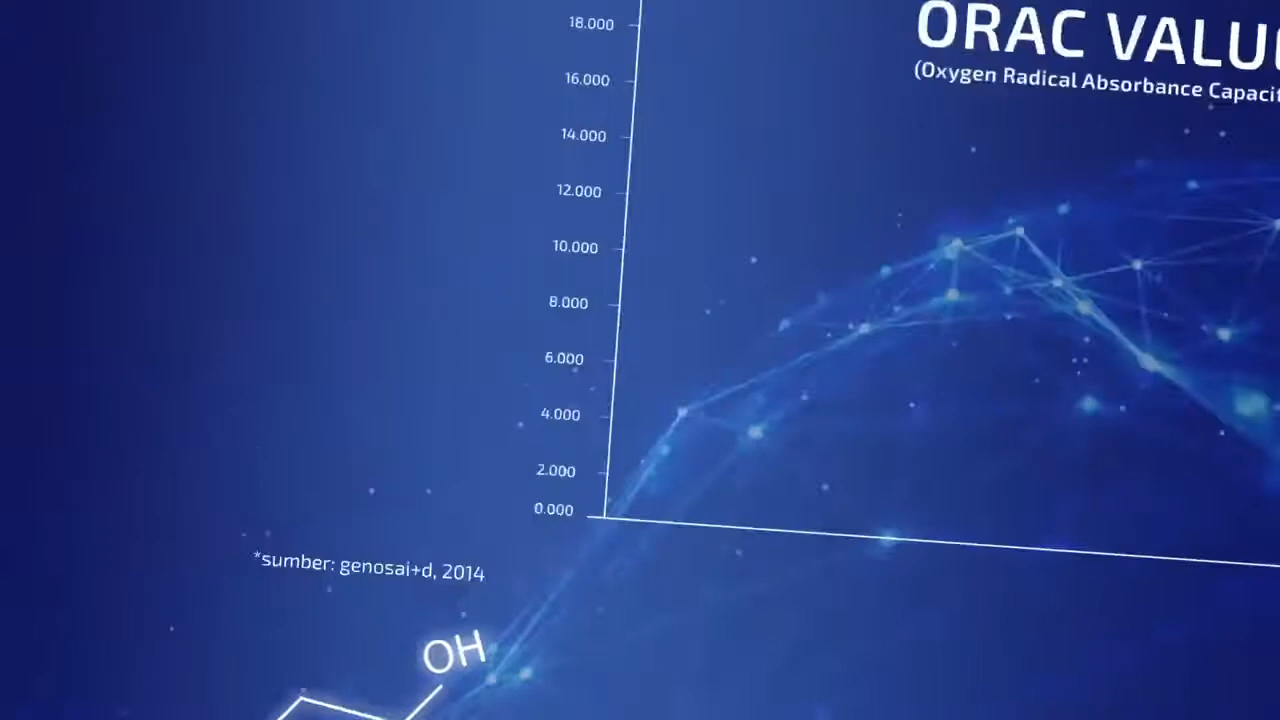 ORAC VALU
(Oxygen Radical Absorbance Capacit
18.000
16.000
14.000
12.000
10.000
8.000
6.000
4.000
2.000
0.000
*sumber: genosai+d, 2014
OH